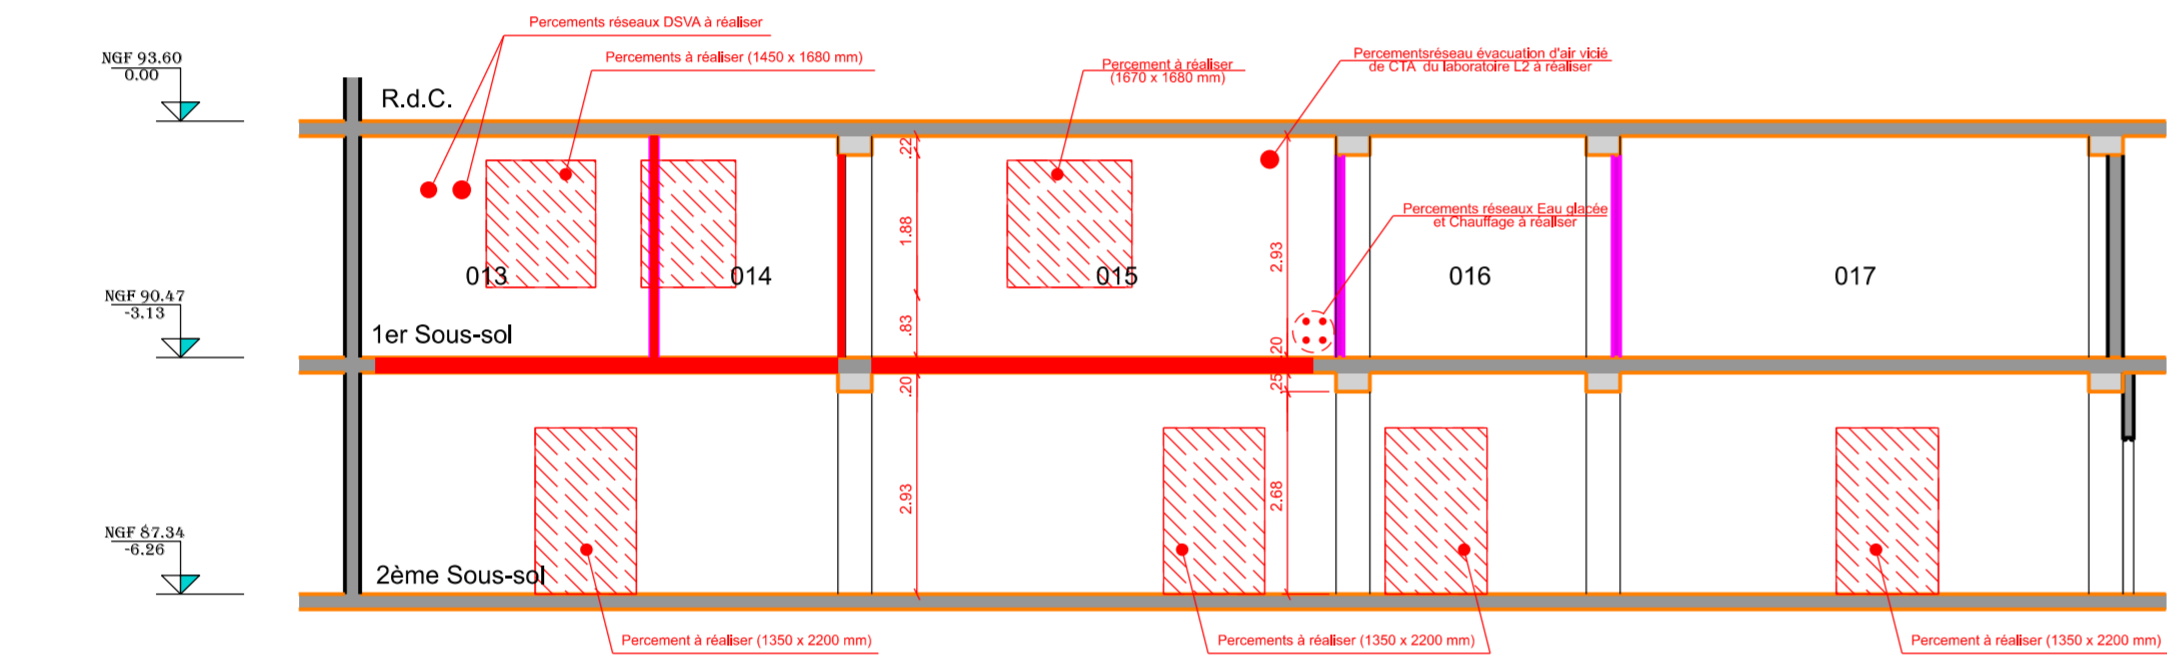 Percements réseaux DSVA à réaliser
Percements à réaliser (1450 x 1680 mm)
Percement à réaliser
(1670 x 1680 mm)
Percementsréseau évacuation d'air vicié
de CTA du laboratoire L2 à réaliser
NGF 93.60
0.00
R.d.C.
.22
1.88
2.93
Percements réseaux Eau glacée
et Chauffage à réaliser
013
014
015
016
017
NGF 90.47
-3.13
1er Sous-sol
.83
.20
.20
.25
2.93
2.68
NGF 87.34
-6.26
2ème Sous-sol
Percement à réaliser (1350 x 2200 mm)
Percements à réaliser (1350 x 2200 mm)
Percement à réaliser (1350 x 2200 mm)